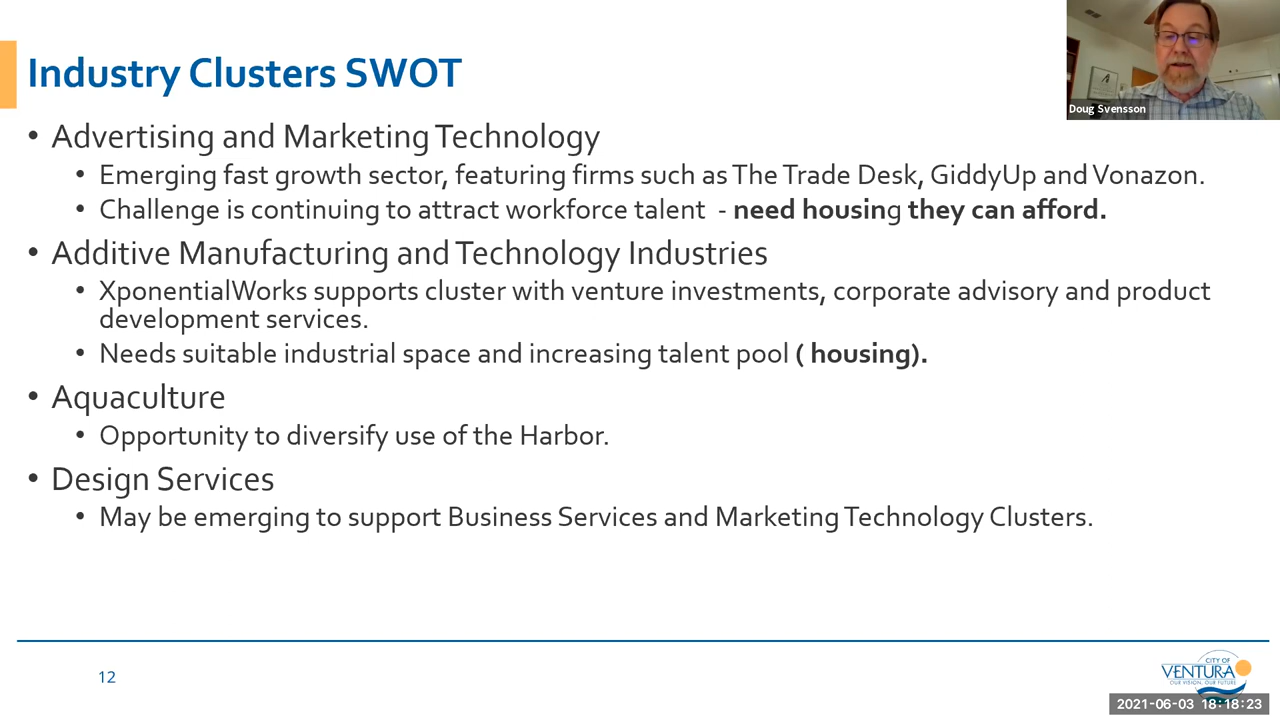 Industry Clusters SWOT
Doug Svensson
• Advertising and Marketing Technology
• Emerging fast growth sector, featuring firms such as The Trade Desk, GiddyUp and Vonazon.
• Challenge is continuing to attract workforce talent - need housing they can afford.
• Additive Manufacturing and Technology Industries
• XponentialWorks supports cluster with venture investments, corporate advisory and product
development services.
• Needs suitable industrial space and increasing talent pool ( housing).
• Aquaculture
• Opportunity to diversify use of the Harbor.
• Design Services
• May be emerging to support Business Services and Marketing Technology Clusters.
12
CITY OF
VENTURA
OUR VISION. OUR FUTURE
2021-06-03 18:18:23